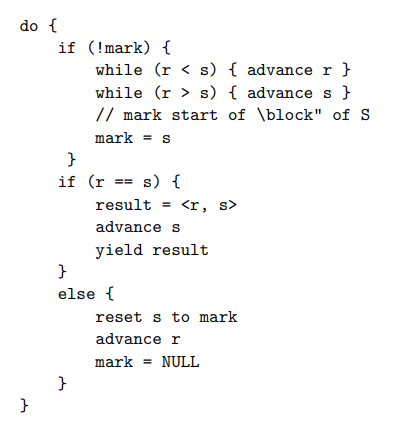 do {
    if (!mark) {
        while (r < s) { advance r }
        while (r > s) { advance s }
        // mark start of \block" of S
        mark = s
     }
    if (r == s) {
        result = <r, s>
        advance s
        yield result
    }
    else {
        reset s to mark
        advance r
        mark = NULL
    }
}